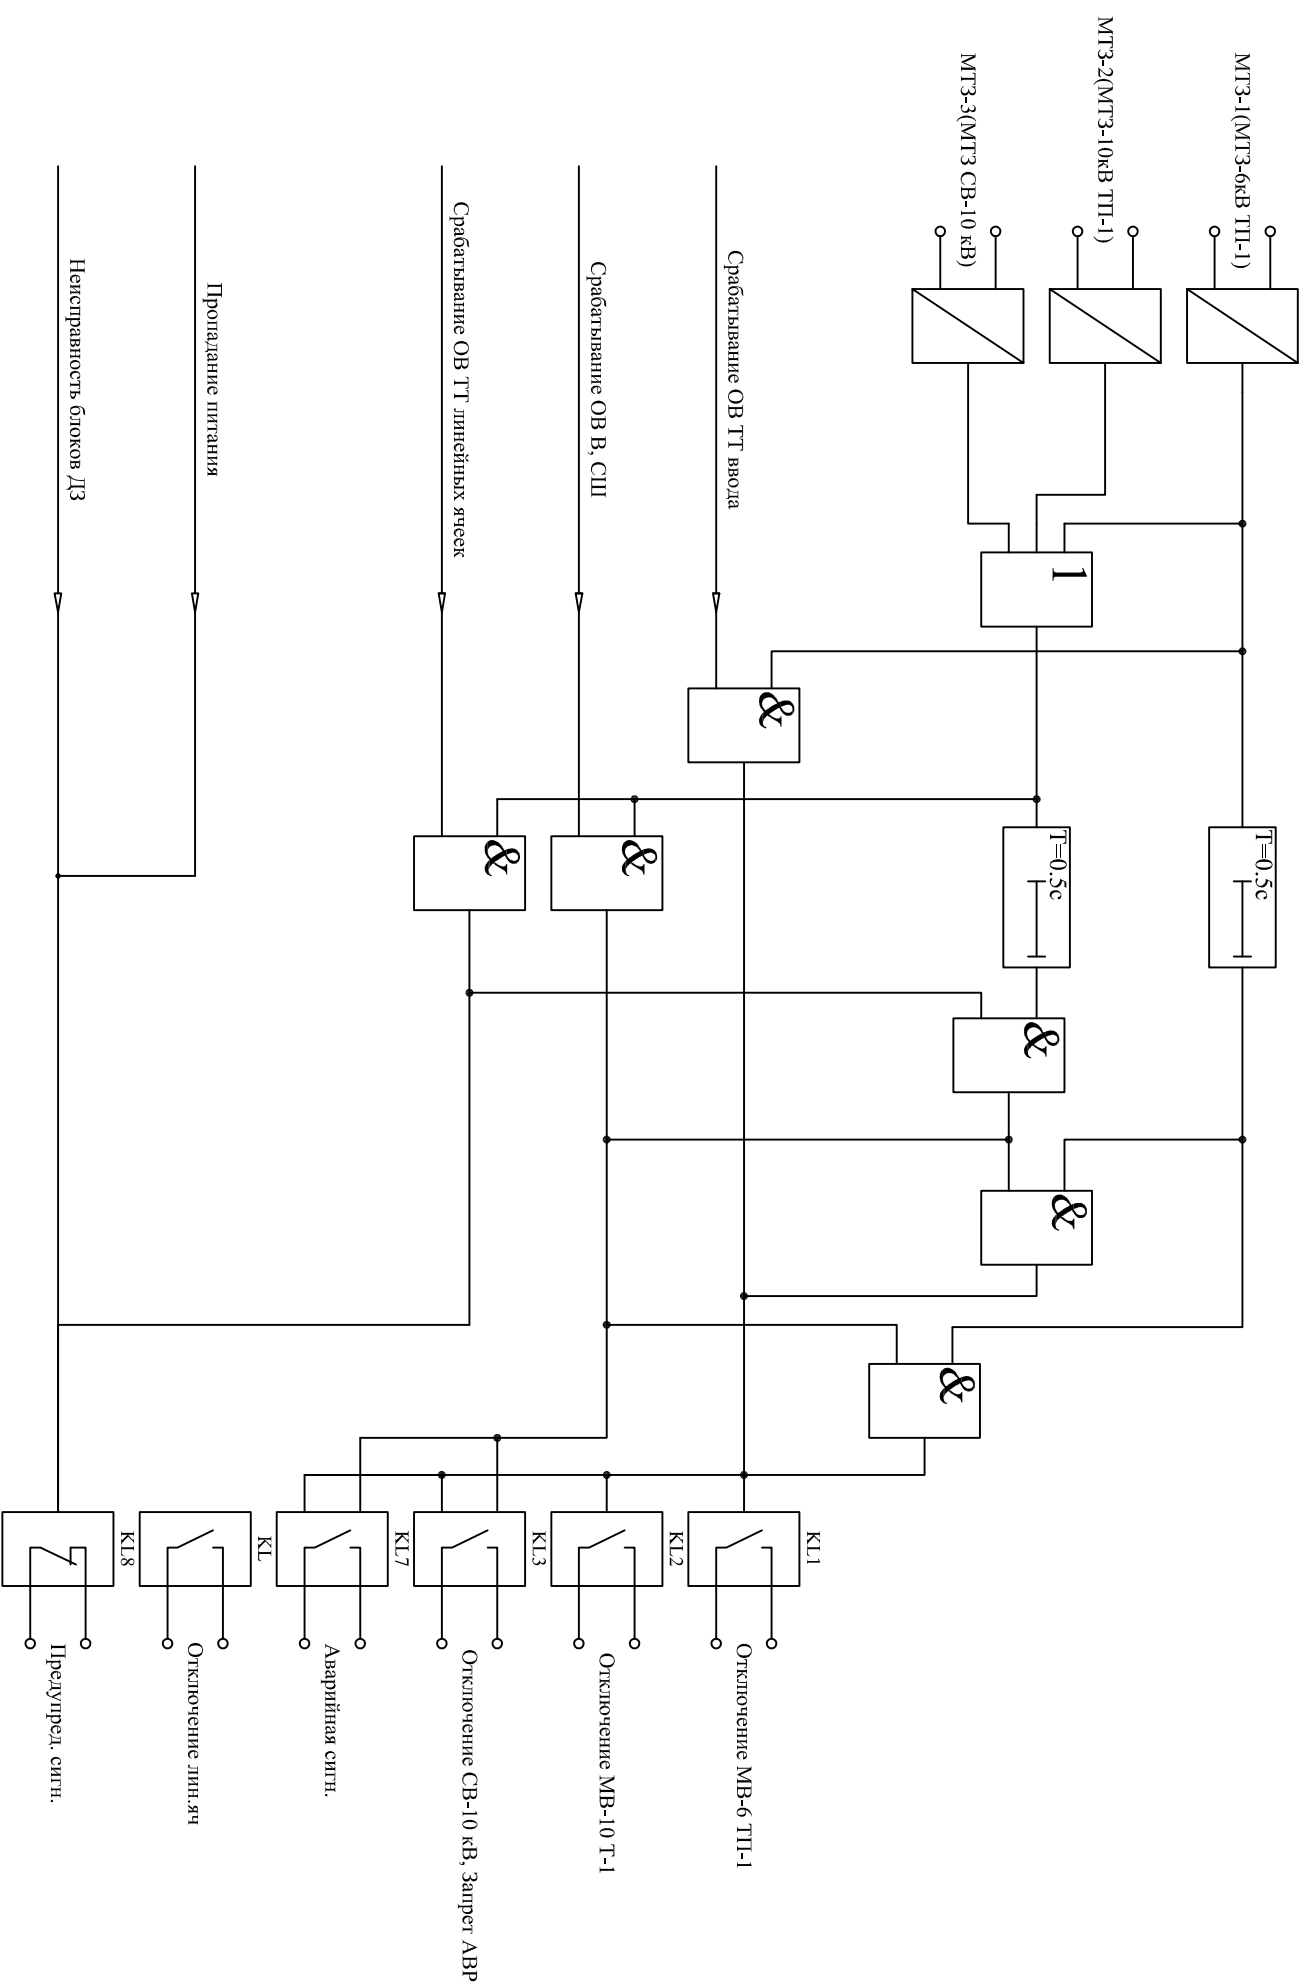 МТЗ-1(МТЗ-6кВ ТП-1)
МТЗ-2(МТЗ-10кВ ТП-1)
МТЗ-3(МТЗ СВ-10 кВ)
Срабатывание ОВ ТТ ввода
Срабатывание ОВ В, СШ
Срабатывание ОВ ТТ линейных ячеек
Пропадание питания
Неисправность блоков ДЗ
1
&
&
&
T=0.5с
T=0.5с
&
&
&
KL1
Отключение МВ-6 ТП-1
KL2
Отключение МВ-10 Т-1
KL3
Отключение СВ-10 кВ, Запрет АВР
KL7
Аварийная сигн.
KL
Отключение лин.яч
KL8
Предупред. сигн.